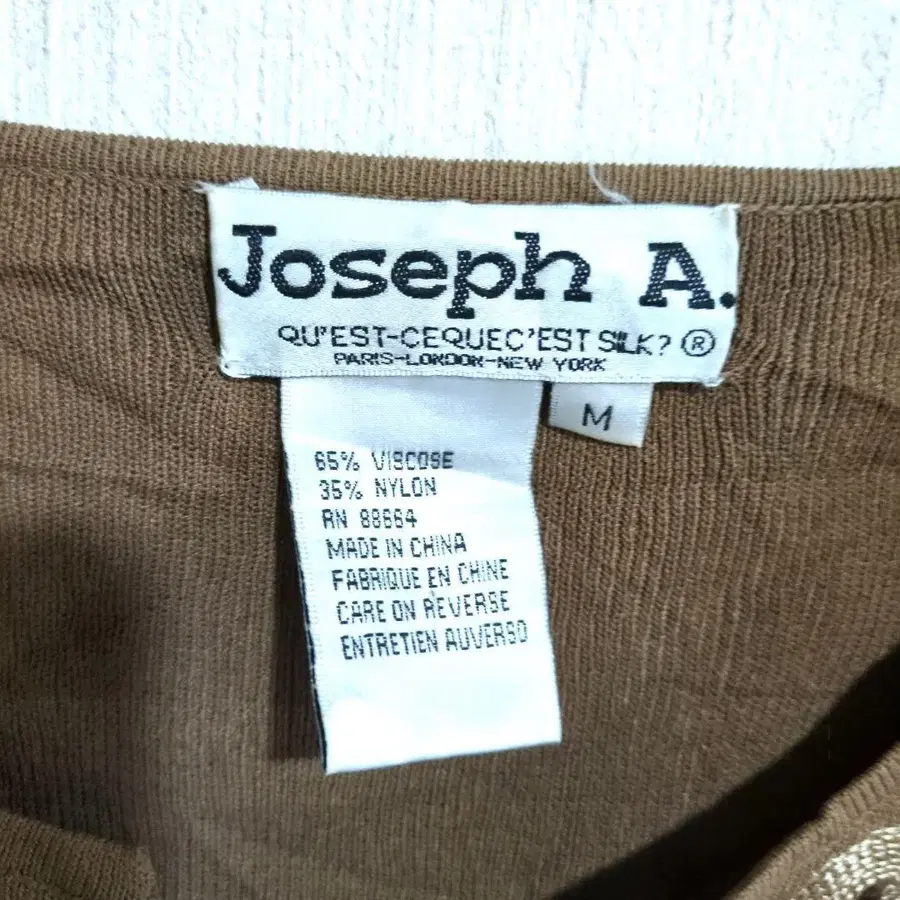 Joseph A.
QU'EST-CEQUEC'EST SILK? ®
PARIS-LONDON-NEW YORK
M
65% VISCOSE
35% NYLON
RN 88664
MADE IN CHINA
FABRIQUE EN CHINE
CARE ON REVERSE
ENTRETIEN AUVERSO